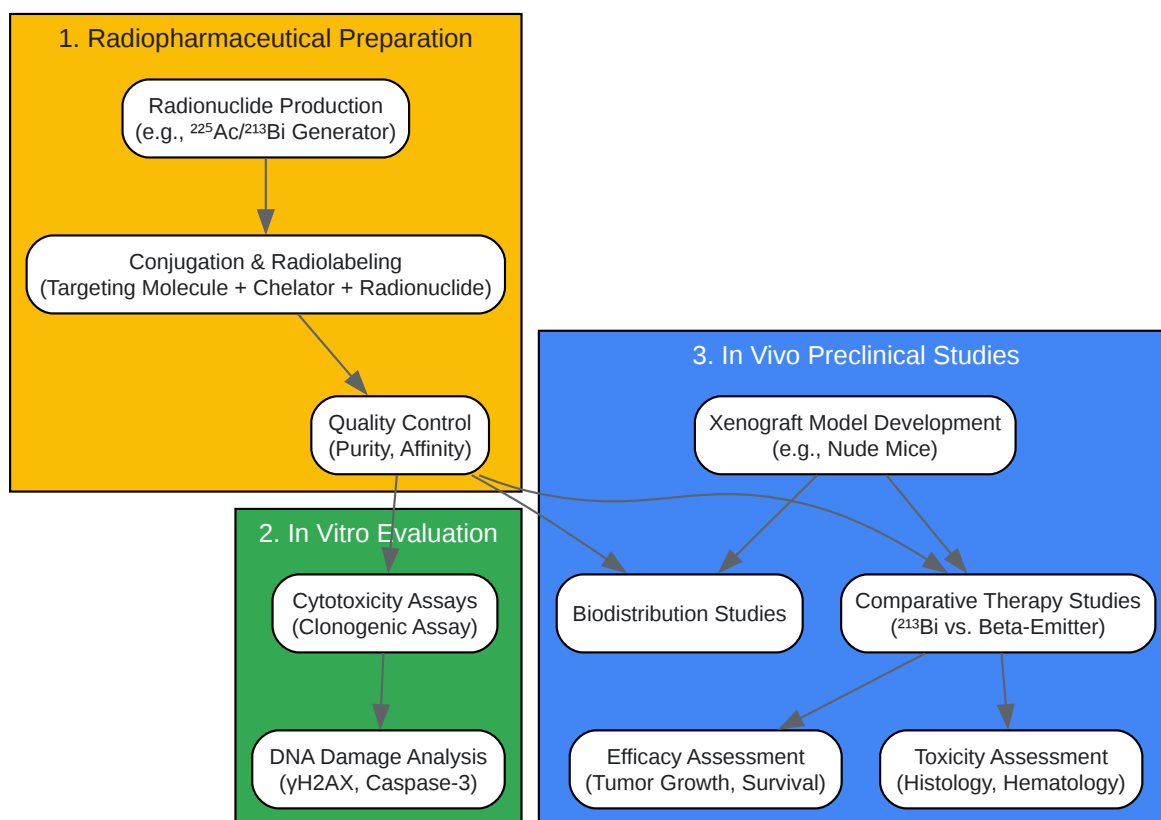 1. Radiopharmaceutical Preparation
Radionuclide Production
(e.g., ²²⁵Ac/²¹³Bi Generator)
Conjugation & Radiolabeling
(Targeting Molecule + Chelator + Radionuclide)
Quality Control
(Purity, Affinity)
2. In Vitro Evaluation
Cytotoxicity Assays
(Clonogenic Assay)
DNA Damage Analysis
(γH2AX, Caspase-3)
3. In Vivo Preclinical Studies
Xenograft Model Development
(e.g., Nude Mice)
Biodistribution Studies
Comparative Therapy Studies
(²¹³Bi vs. Beta-Emitter)
Efficacy Assessment
(Tumor Growth, Survival)
Toxicity Assessment
(Histology, Hematology)